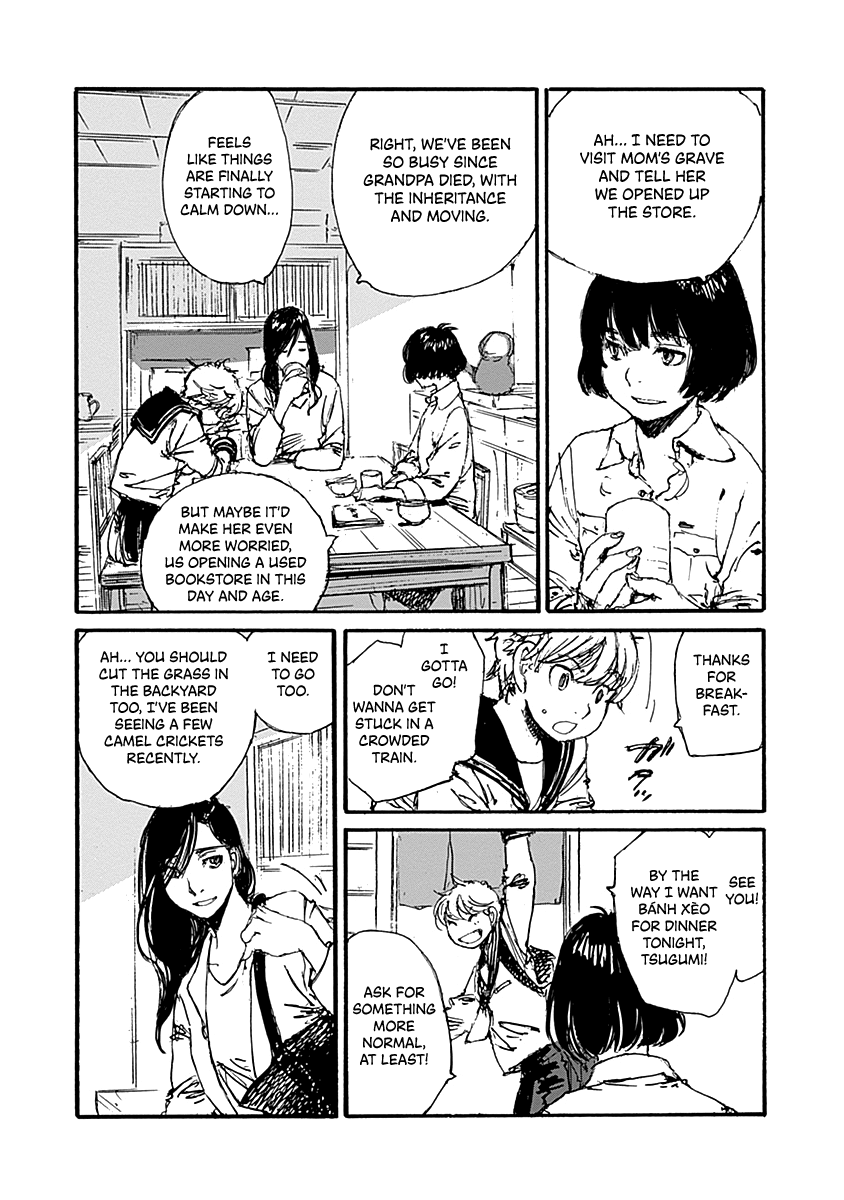 AH... I NEED TO
VISIT MOM'S GRAVE
AND TELL HER
WE OPENED UP
THE STORE.
RIGHT, WE'VE BEEN
SO BUSY SINCE
GRANDPA DIED, WITH
THE INHERITANCE
AND MOVING.
FEELS
LIKE THINGS
ARE FINALLY
STARTING TO
CALM DOWN...
BUT MAYBE IT'D
MAKE HER EVEN
MORE WORRIED,
US OPENING A USED
BOOKSTORE IN THIS
DAY AND AGE.
THANKS
FOR
BREAK-
FAST.
ガタ
I
GOTTA
GO!
DON'T
WANNA GET
STUCK IN A
CROWDED
TRAIN.
I NEED
TO GO
TOO.
AH... YOU SHOULD
CUT THE GRASS IN
THE BACKYARD
TOO, I'VE BEEN
SEEING A FEW
CAMEL CRICKETS
RECENTLY.
SEE
YOU!
BY THE
WAY I WANT
BÁNH XÈO
FOR DINNER
TONIGHT,
TSUGUMI!
ASK FOR
SOMETHING
MORE
NORMAL,
AT LEAST!